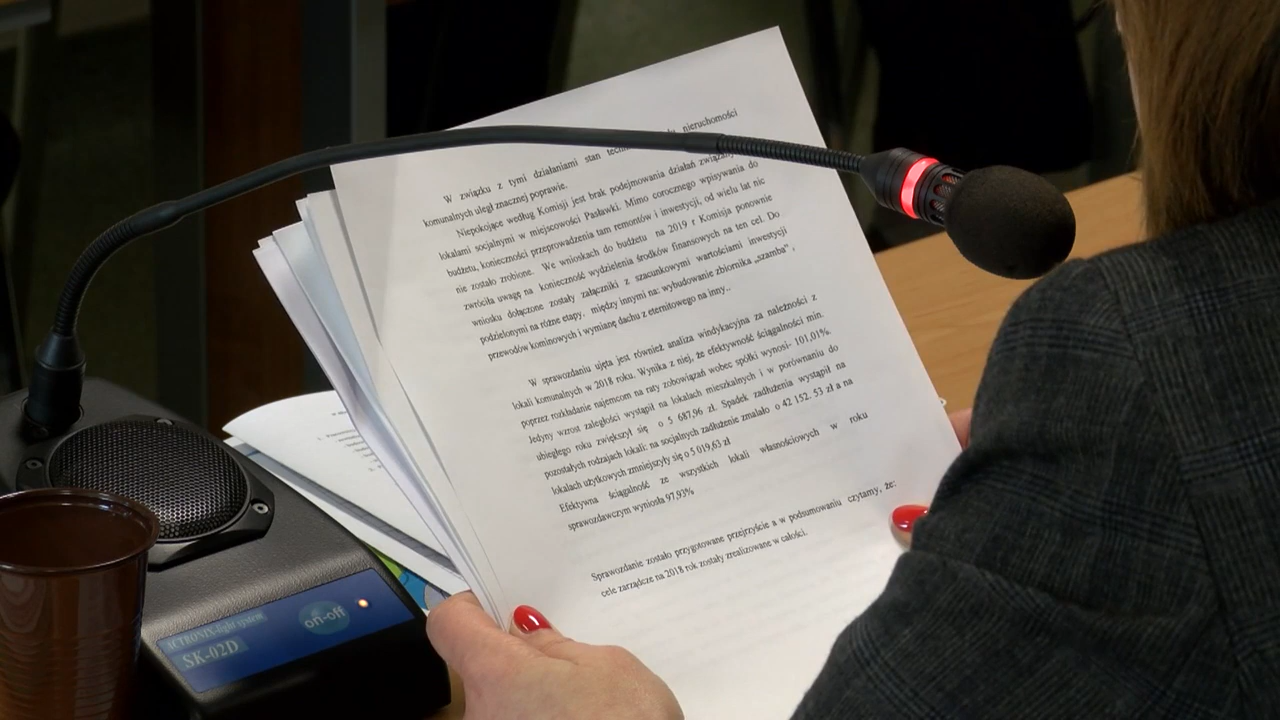 nieruchomości
W związku z tymi działaniami stan
komunalnych uległ znacznej poprawie.
Niepokojące według Komisji jest brak podejmowania działań
lokalami socjalnymi w miejscowości Pasławki. Mimo corocznego wpisywania do
budżetu, konieczności przeprowadzenia tam remontów i inwestycji, od wielu lat nic
nie zostało zrobione. We wnioskach do budżetu na 2019 r Komisja ponownie
zwróciła uwagę na konieczność wydzielenia środków finansowych na ten cel. Do
wniosku dołączone zostały załączniki z szacunkowymi wartościami inwestycji
podzielonymi na różne etapy, między innymi na: wybudowanie zbiornika „szamba" ,
przewodów kominowych i wymianę dachu z eternitowego na inny..
W sprawozdaniu ujęta jest również analiza windykacyjna za należności z
lokali komunalnych w 2018 roku. Wynika z niej, że efektywność ściągalności min.
poprzez rozkładanie najemcom na raty zobowiązań wobec spółki wynosi- 101,01%.
Jedyny wzrost zaległości wystąpił na lokalach mieszkalnych i w porównaniu do
ubiegłego roku zwiększył się o 5 687,96 zł. Spadek zadłużenia wystąpił na
pozostałych rodzajach lokali: na socjalnych zadłużenie zmalało o 42 152. 53 zł a na
lokalach użytkowych zmniejszyły się o 5 019,63 zł
Efektywna ściągalność ze wszystkich lokali własnościowych w roku
sprawozdawczym wyniosła 97,93%
Sprawozdanie zostało przygotowane przejrzyście a w podsumowaniu czytamy, że:
cele zarządcze na 2018 rok zostały zrealizowane w całości.
on-off
SK-02D